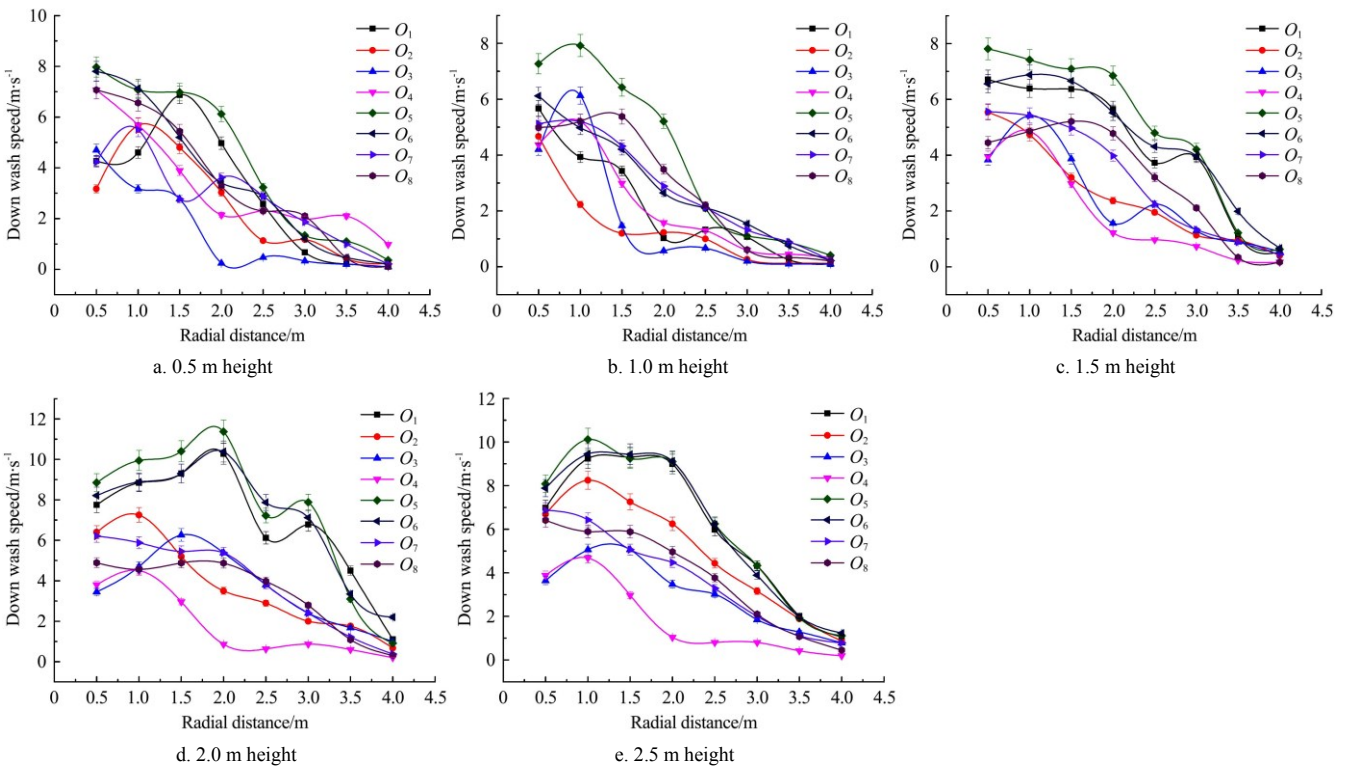 10
8
6
4
2
0
Down wash speed/m·s-1
O1
O2
O3
O4
O5
O6
O7
O8
0 0.5 1.0 1.5 2.0 2.5 3.0 3.5 4.0 4.5
Radial distance/m
a. 0.5 m height
8
6
4
2
0
Down wash speed/m·s-1
O1
O2
O3
O4
O5
O6
O7
O8
0 0.5 1.0 1.5 2.0 2.5 3.0 3.5 4.0 4.5
Radial distance/m
b. 1.0 m height
8
6
4
2
0
Down wash speed/m·s-1
O1
O2
O3
O4
O5
O6
O7
O8
0 0.5 1.0 1.5 2.0 2.5 3.0 3.5 4.0 4.5
Radial distance/m
c. 1.5 m height
12
10
8
6
4
2
0
Down wash speed/m·s-1
O1
O2
O3
O4
O5
O6
O7
O8
0 0.5 1.0 1.5 2.0 2.5 3.0 3.5 4.0 4.5
Radial distance/m
d. 2.0 m height
12
10
8
6
4
2
0
Down wash speed/m·s-1
O1
O2
O3
O4
O5
O6
O7
O8
0 0.5 1.0 1.5 2.0 2.5 3.0 3.5 4.0 4.5
Radial distance/m
e. 2.5 m height